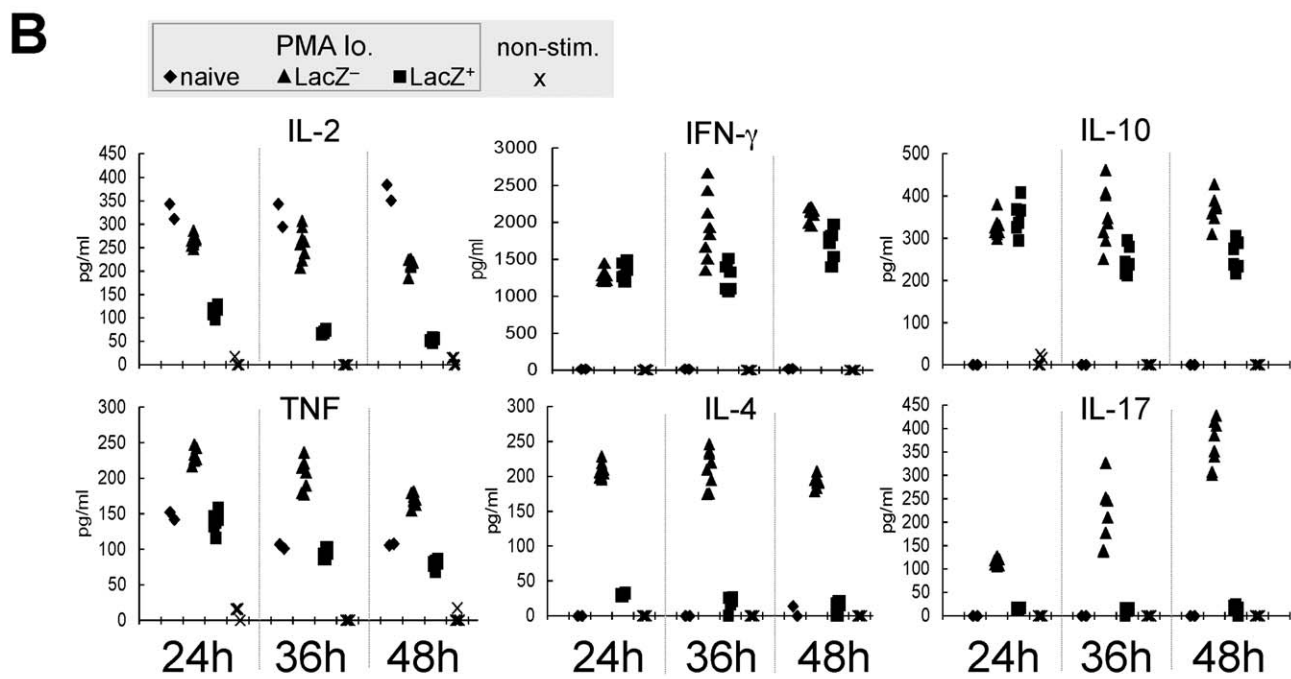 B
PMA lo. non-stim.
◆naive ▲LacZ⁻ ■LacZ⁺ x
IL-2
pg/ml
450
400
350
300
250
200
150
100
50
0
IFN-γ
pg/ml
3000
2500
2000
1500
1000
500
0
IL-10
pg/ml
500
400
300
200
100
0
TNF
pg/ml
300
250
200
150
100
50
0
24h 36h 48h
IL-4
pg/ml
300
250
200
150
100
50
0
24h 36h 48h
IL-17
pg/ml
450
400
350
300
250
200
150
100
50
0
24h 36h 48h